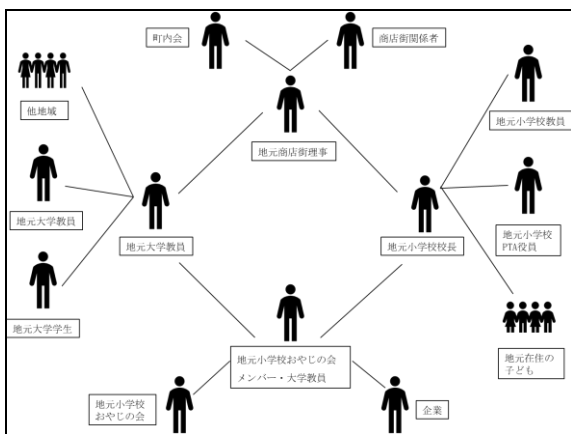 町内会
商店街関係者
他地域
地元商店街理事
地元小学校教員
地元大学教員
地元大学教員
地元小学校校長
地元小学校
PTA役員
地元大学学生
地元小学校おやじの会
メンバー・大学教員
地元在住の
子ども
地元小学校
おやじの会
企業